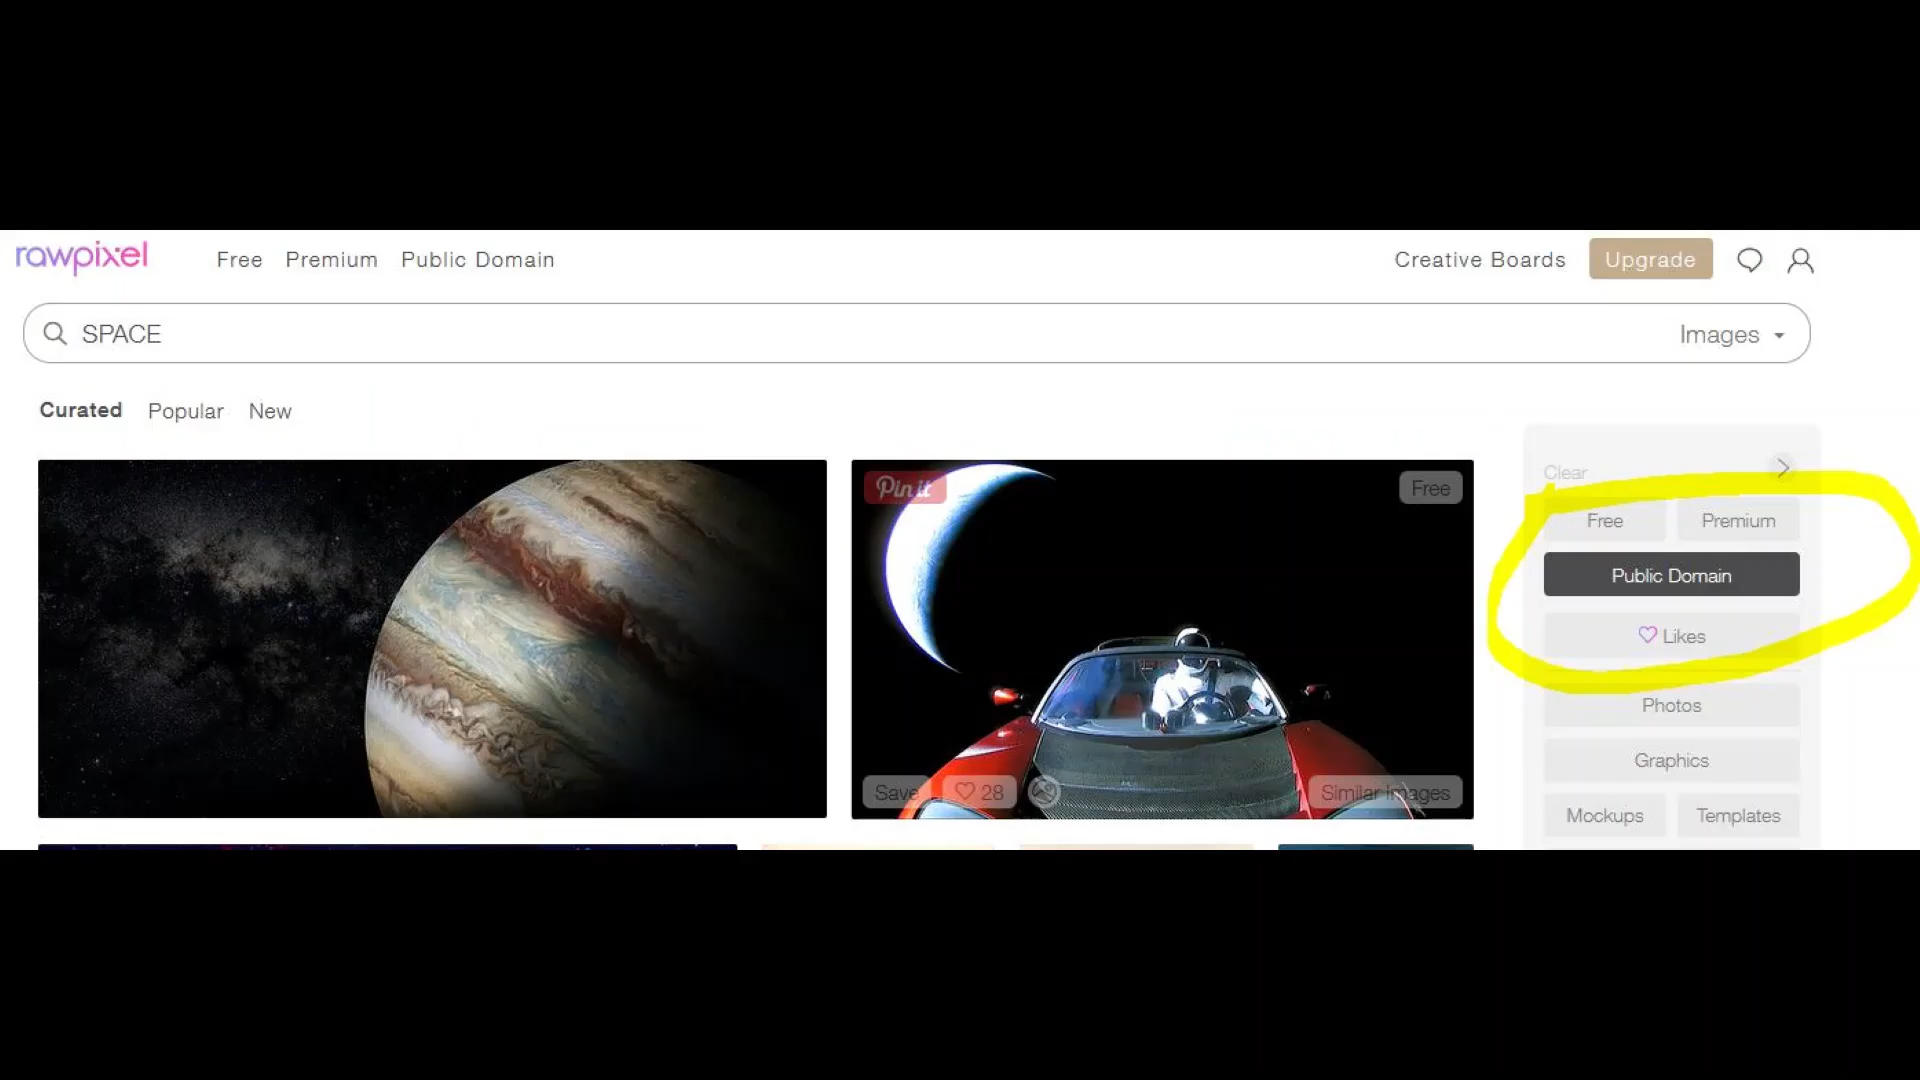 rawpixel Free Premium Public Domain Creative Boards Upgrade
SPACE Images
Curated Popular New
Clear
Pin it Free
Free Premium
Public Domain
Likes
Photos
Graphics
Save 28 Similar Images
Mockups Templates